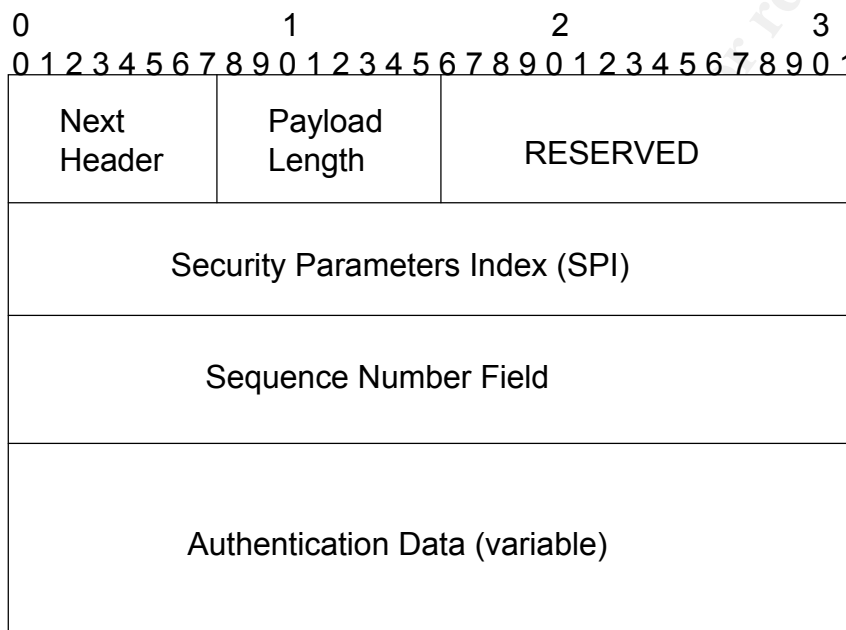 0 1 2 3
0 1 2 3 4 5 6 7 8 9 0 1 2 3 4 5 6 7 8 9 0 1 2 3 4 5 6 7 8 9 0 1
Next
Header
Payload
Length
RESERVED
Security Parameters Index (SPI)
Sequence Number Field
Authentication Data (variable)